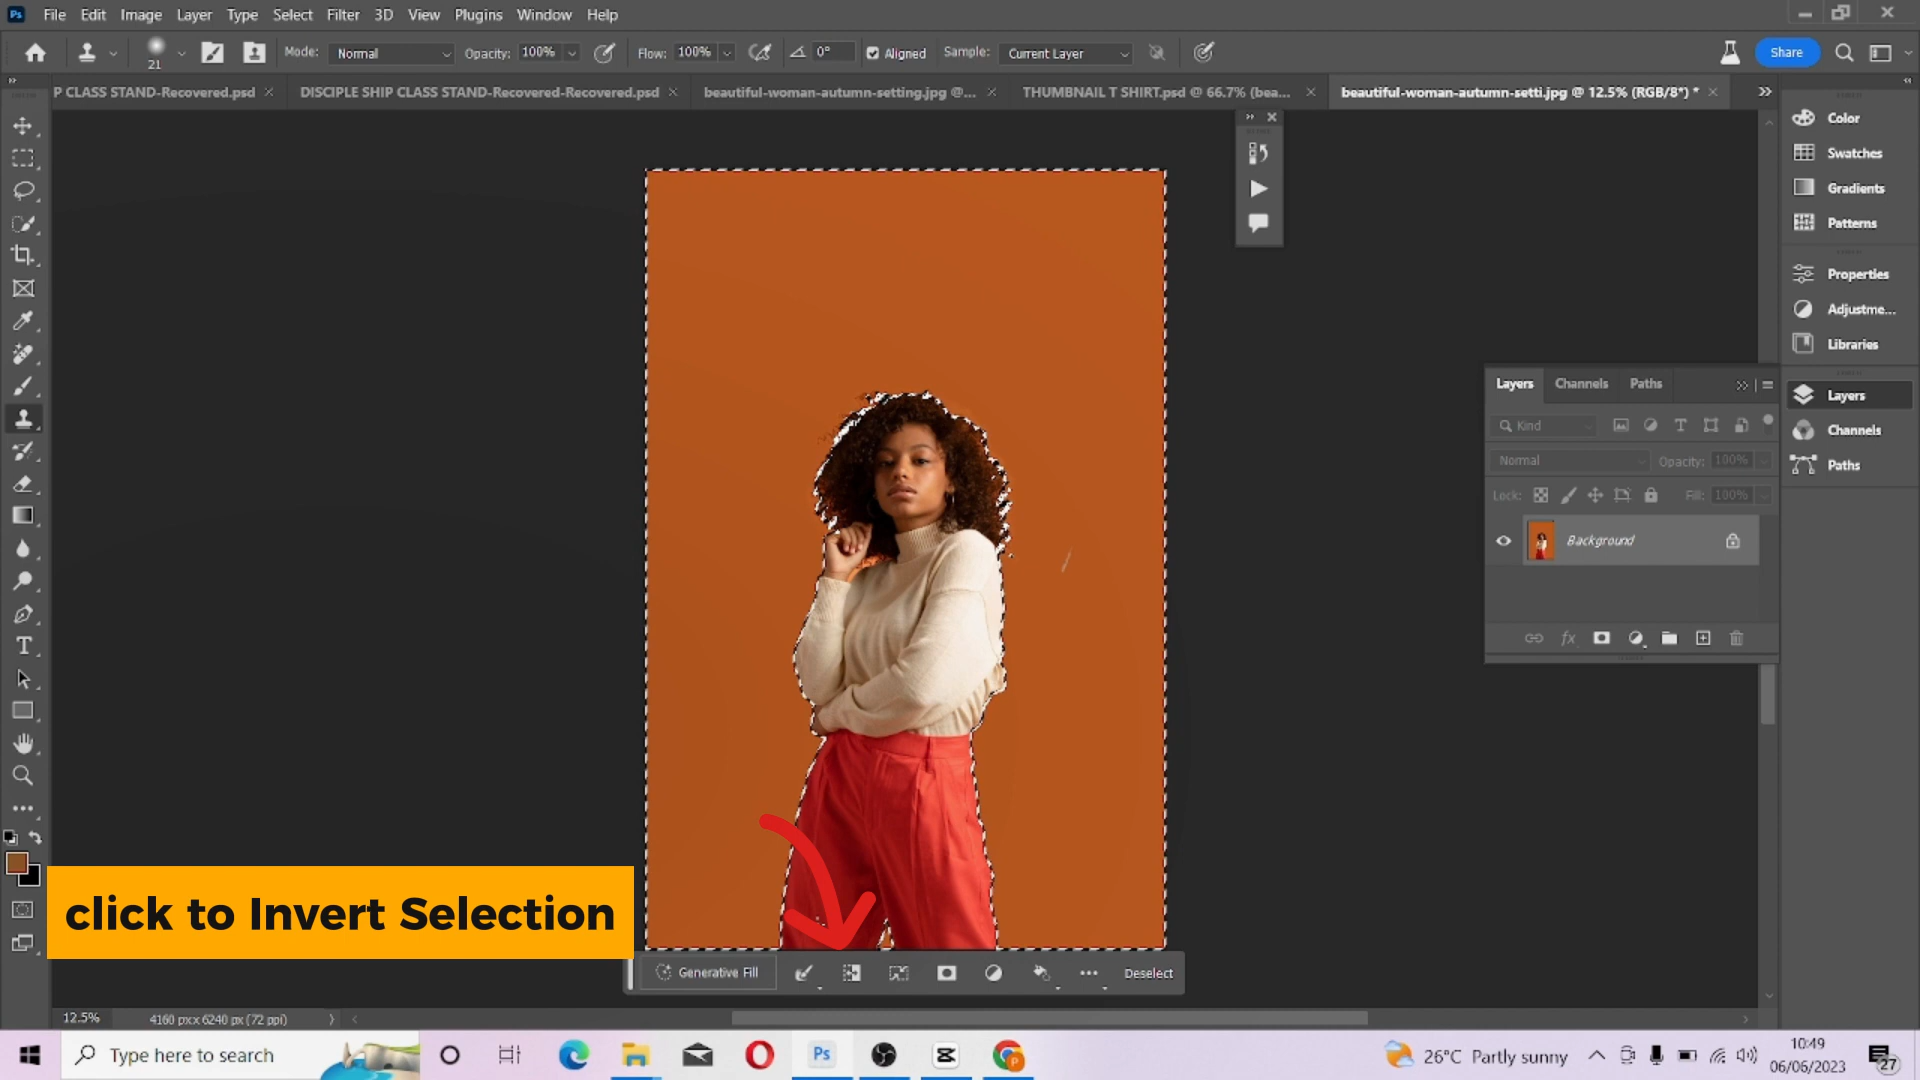 Ps File Edit Image Layer Type Select Filter 3D View Plugins Window Help
21 Mode: Normal Opacity: 100% Flow: 100% 0° Aligned Sample: Current Layer Share
P CLASS STAND-Recovered.psd × DISCIPLE SHIP CLASS STAND-Recovered-Recovered.psd × beautiful-woman-autumn-setting.jpg @... × THUMBNAIL T SHIRT.psd @ 66.7% (bea... × beautiful-woman-autumn-setti.jpg @ 12.5% (RGB/8*) * ×
Color
Swatches
Gradients
Patterns
Properties
Adjustme...
Libraries
Layers
Channels
Paths
Layers Channels Paths
Kind
Normal Opacity: 100%
Lock: Fill: 100%
Background
fx
click to Invert Selection
Generative Fill Deselect
12.5% 4160 px x 6240 px (72 ppi)
Type here to search Ps P 26°C Partly sunny 10:49
06/06/2023 27